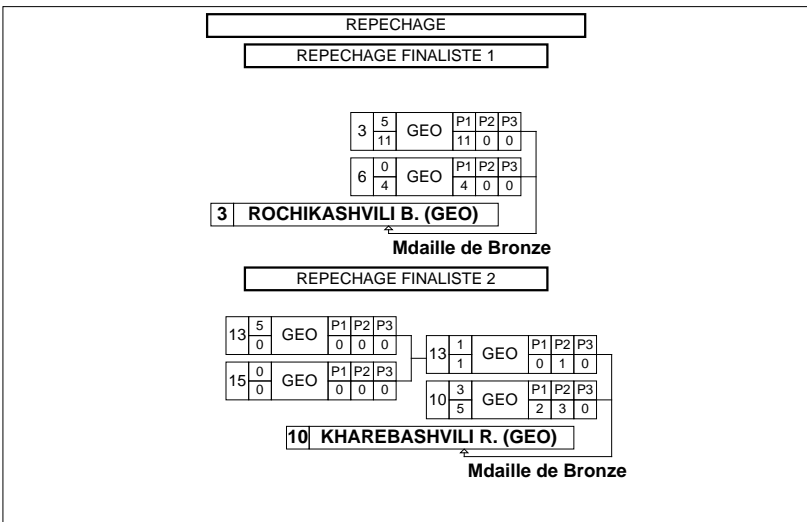 REPECHAGE
REPECHAGE FINALISTE 1
3 5 GEO P1 P2 P3
11 11 0 0
6 0 GEO P1 P2 P3
4 4 0 0
3 ROCHIKASHVILI B. (GEO)
Mdaille de Bronze
REPECHAGE FINALISTE 2
13 5 GEO P1 P2 P3
0 0 0 0
13 1 GEO P1 P2 P3
1 0 1 0
15 0 GEO P1 P2 P3
0 0 0 0
10 3 GEO P1 P2 P3
5 2 3 0
10 KHAREBASHVILI R. (GEO)
Mdaille de Bronze